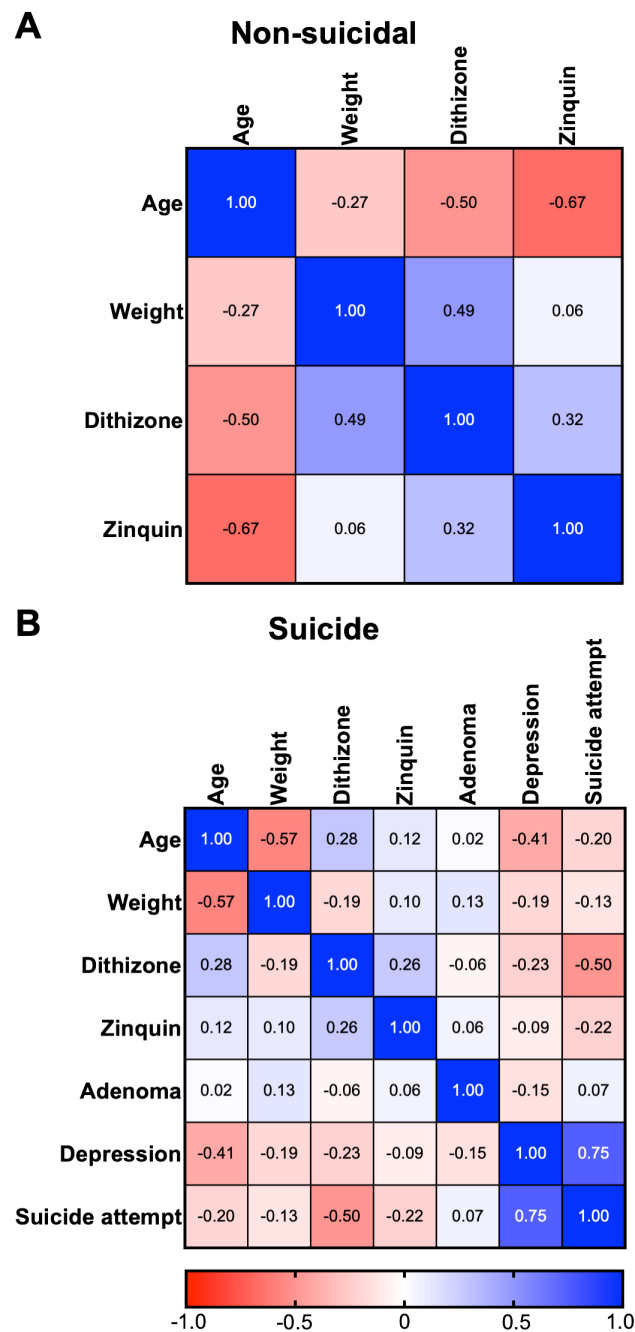 A
Non-suicidal
Age Weight Dithizone Zinquin
Age 1.00 -0.27 -0.50 -0.67
Weight -0.27 1.00 0.49 0.06
Dithizone -0.50 0.49 1.00 0.32
Zinquin -0.67 0.06 0.32 1.00
B
Suicide
Age Weight Dithizone Zinquin Adenoma Depression Suicide attempt
Age 1.00 -0.57 0.28 0.12 0.02 -0.41 -0.20
Weight -0.57 1.00 -0.19 0.10 0.13 -0.19 -0.13
Dithizone 0.28 -0.19 1.00 0.26 -0.06 -0.23 -0.50
Zinquin 0.12 0.10 0.26 1.00 0.06 -0.09 -0.22
Adenoma 0.02 0.13 -0.06 0.06 1.00 -0.15 0.07
Depression -0.41 -0.19 -0.23 -0.09 -0.15 1.00 0.75
Suicide attempt -0.20 -0.13 -0.50 -0.22 0.07 0.75 1.00
-1.0 -0.5 0 0.5 1.0